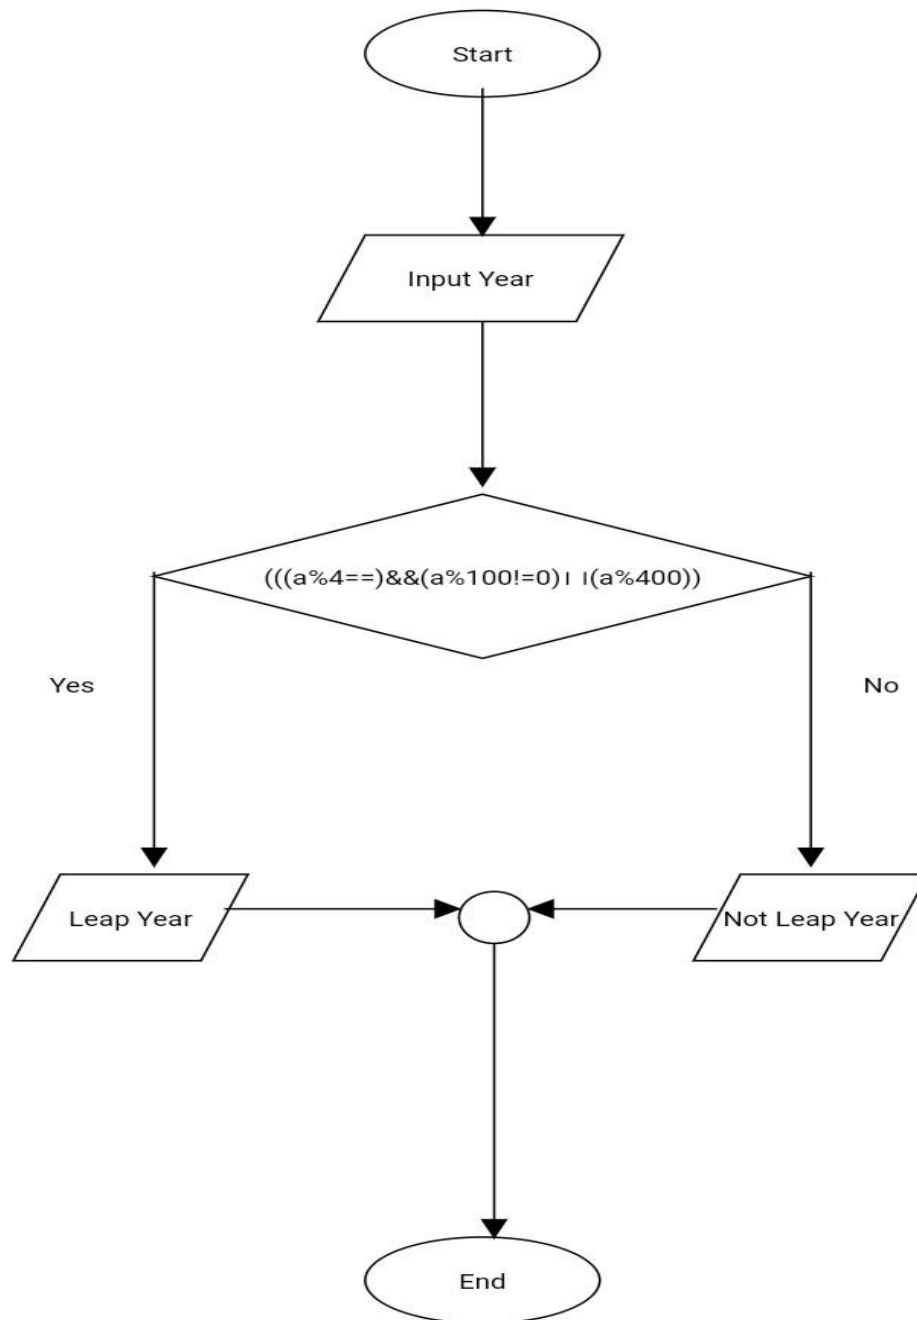 Start
Input Year
(((a%4==)&&(a%100!=0)| |(a%400))
Yes
No
Leap Year
Not Leap Year
End